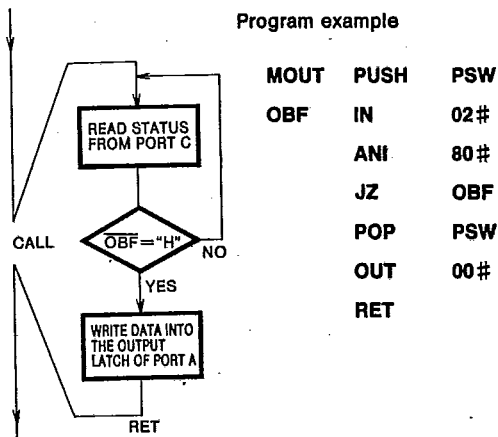 Program example
MOUT PUSH PSW
OBF IN 02#
ANI 80#
JZ OBF
POP PSW
OUT 00#
RET
READ STATUS
FROM PORT C
CALL
O̅B̅F̅="H"
NO
YES
WRITE DATA INTO
THE OUTPUT
LATCH OF PORT A
RET